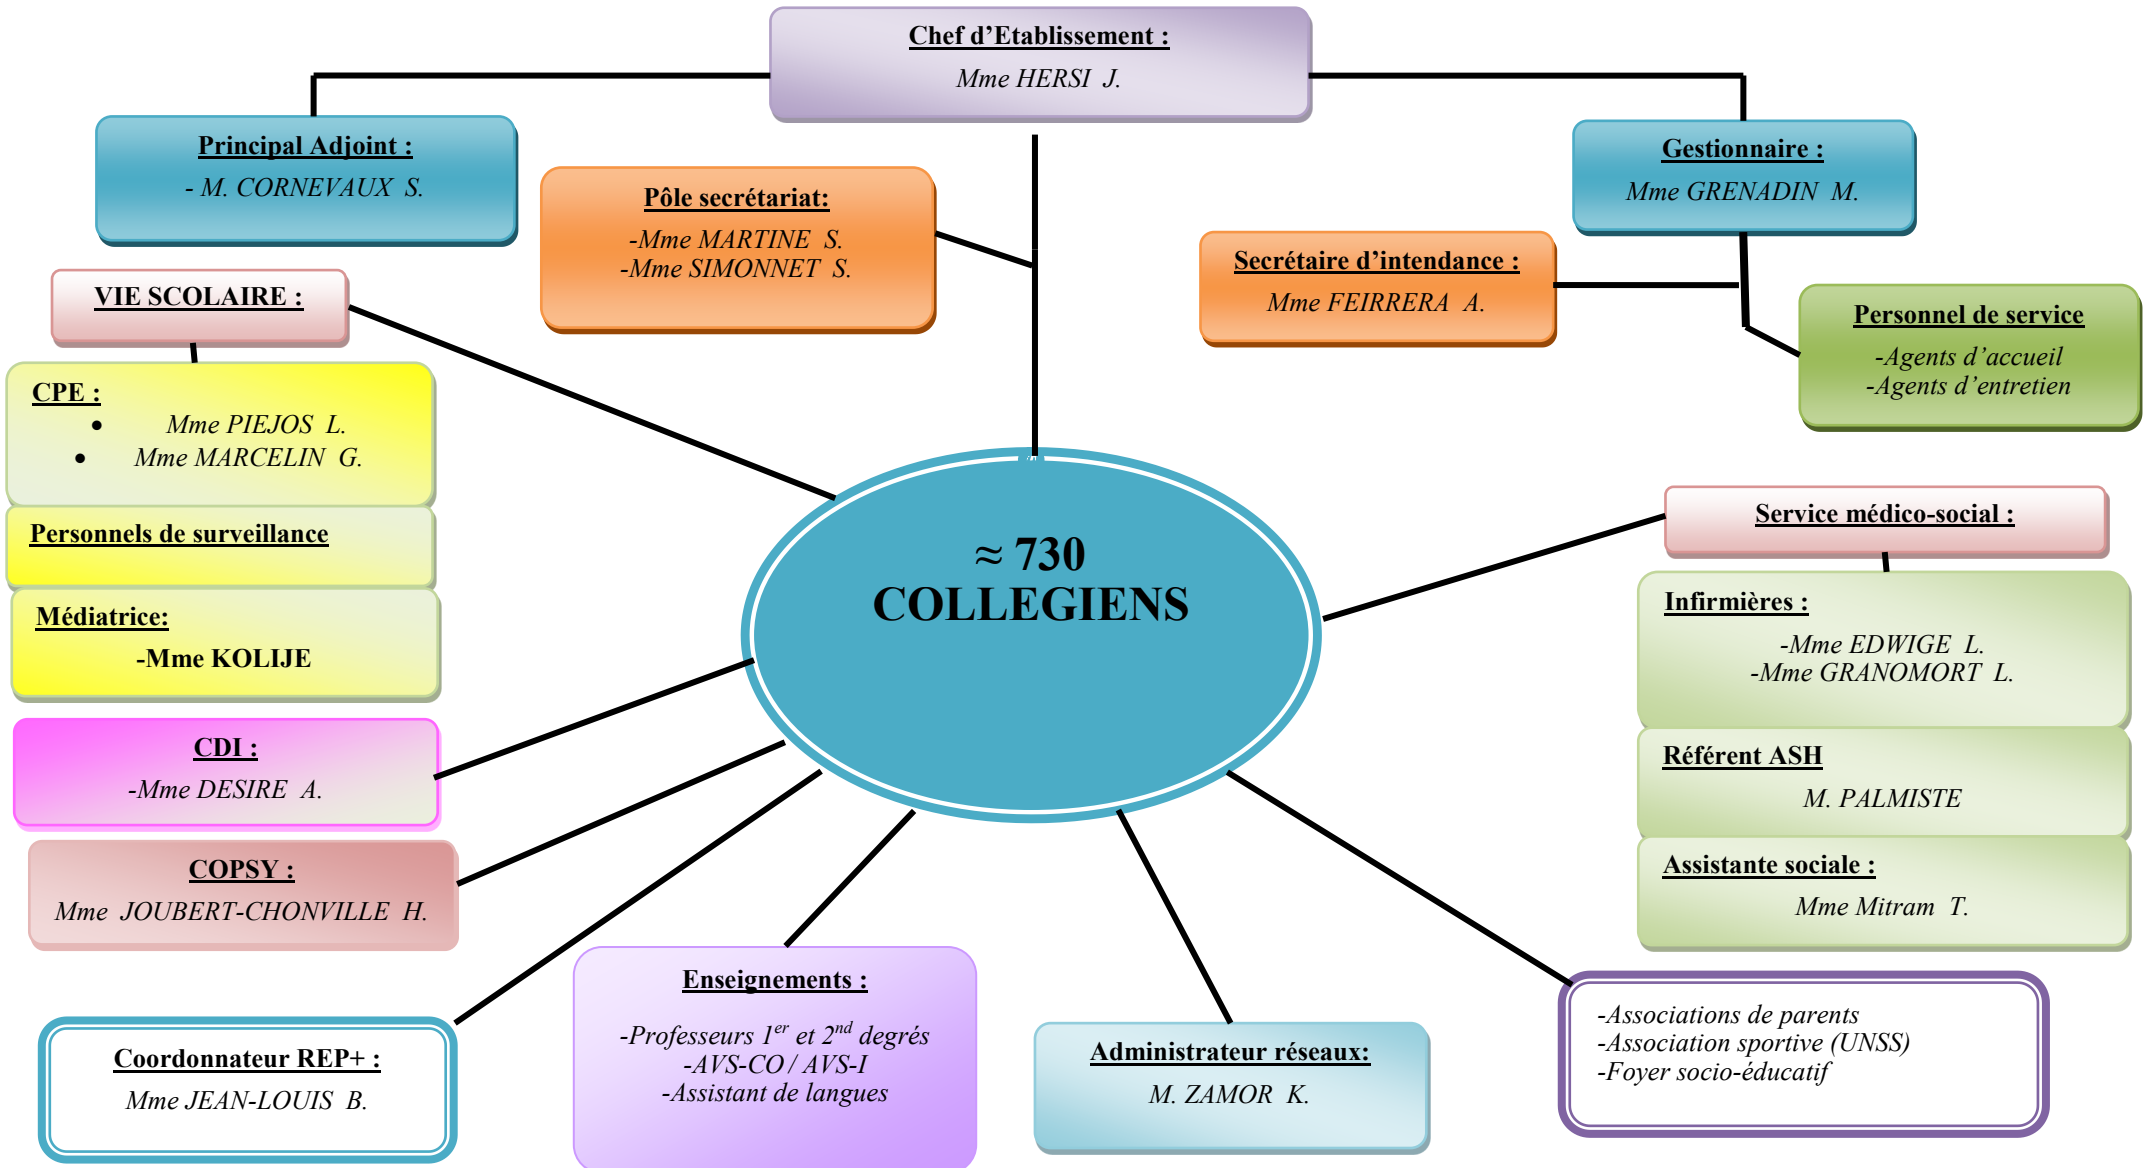 Chef d'Etablissement :
Mme HERSI J.
Principal Adjoint :
- M. CORNEVAUX S.
Pôle secrétariat:
-Mme MARTINE S.
-Mme SIMONNET S.
Gestionnaire :
Mme GRENADIN M.
Secrétaire d'intendance :
Mme FEIRRERA A.
Personnel de service
-Agents d'accueil
-Agents d'entretien
VIE SCOLAIRE :
CPE :
• Mme PIEJOS L.
• Mme MARCELIN G.
Personnels de surveillance
Médiatrice:
-Mme KOLIJE
≈ 730
COLLEGIENS
Service médico-social :
Infirmières :
-Mme EDWIGE L.
-Mme GRANOMORT L.
Référent ASH
M. PALMISTE
Assistante sociale :
Mme Mitram T.
CDI :
-Mme DESIRE A.
COPSY :
Mme JOUBERT-CHONVILLE H.
Coordonnateur REP+ :
Mme JEAN-LOUIS B.
Enseignements :
-Professeurs 1er et 2nd degrés
-AVS-CO / AVS-I
-Assistant de langues
Administrateur réseaux:
M. ZAMOR K.
-Associations de parents
-Association sportive (UNSS)
-Foyer socio-éducatif